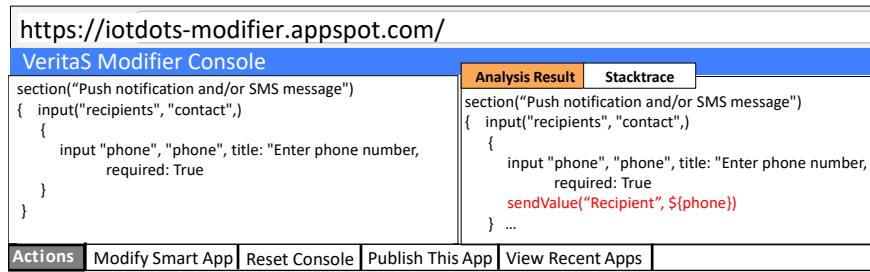 https://iotdots-modifier.appspot.com/
VeritaS Modifier Console
section(“Push notification and/or SMS message")
{ input("recipients", "contact",)
{
input "phone", "phone", title: "Enter phone number,
required: True
}
}
Analysis Result Stacktrace
section(“Push notification and/or SMS message")
{ input("recipients", "contact",)
{
input "phone", "phone", title: "Enter phone number,
required: True
sendValue(“Recipient”, ${phone})
} …
Actions Modify Smart App Reset Console Publish This App View Recent Apps